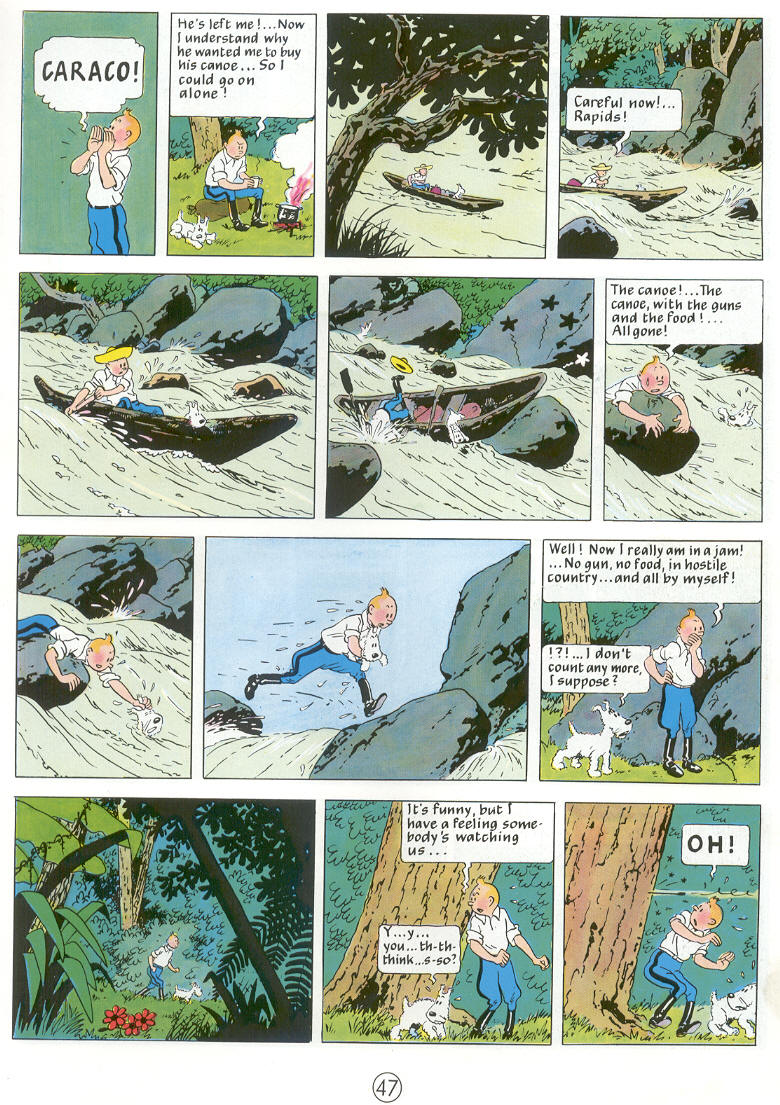 CARACO!
He's left me!...Now
I understand why
he wanted me to buy
his canoe... So I
could go on
alone!
Careful now!...
Rapids!
The canoe!...The
canoe, with the guns
and the food!...
All gone!
Well! Now I really am in a jam!
...No gun, no food, in hostile
country...and all by myself!
!?!...I don't
count any more,
I suppose?
It's funny, but I
have a feeling some-
body's watching
us...
Y...y...
you...th-th-
think...s-so?
OH!
47